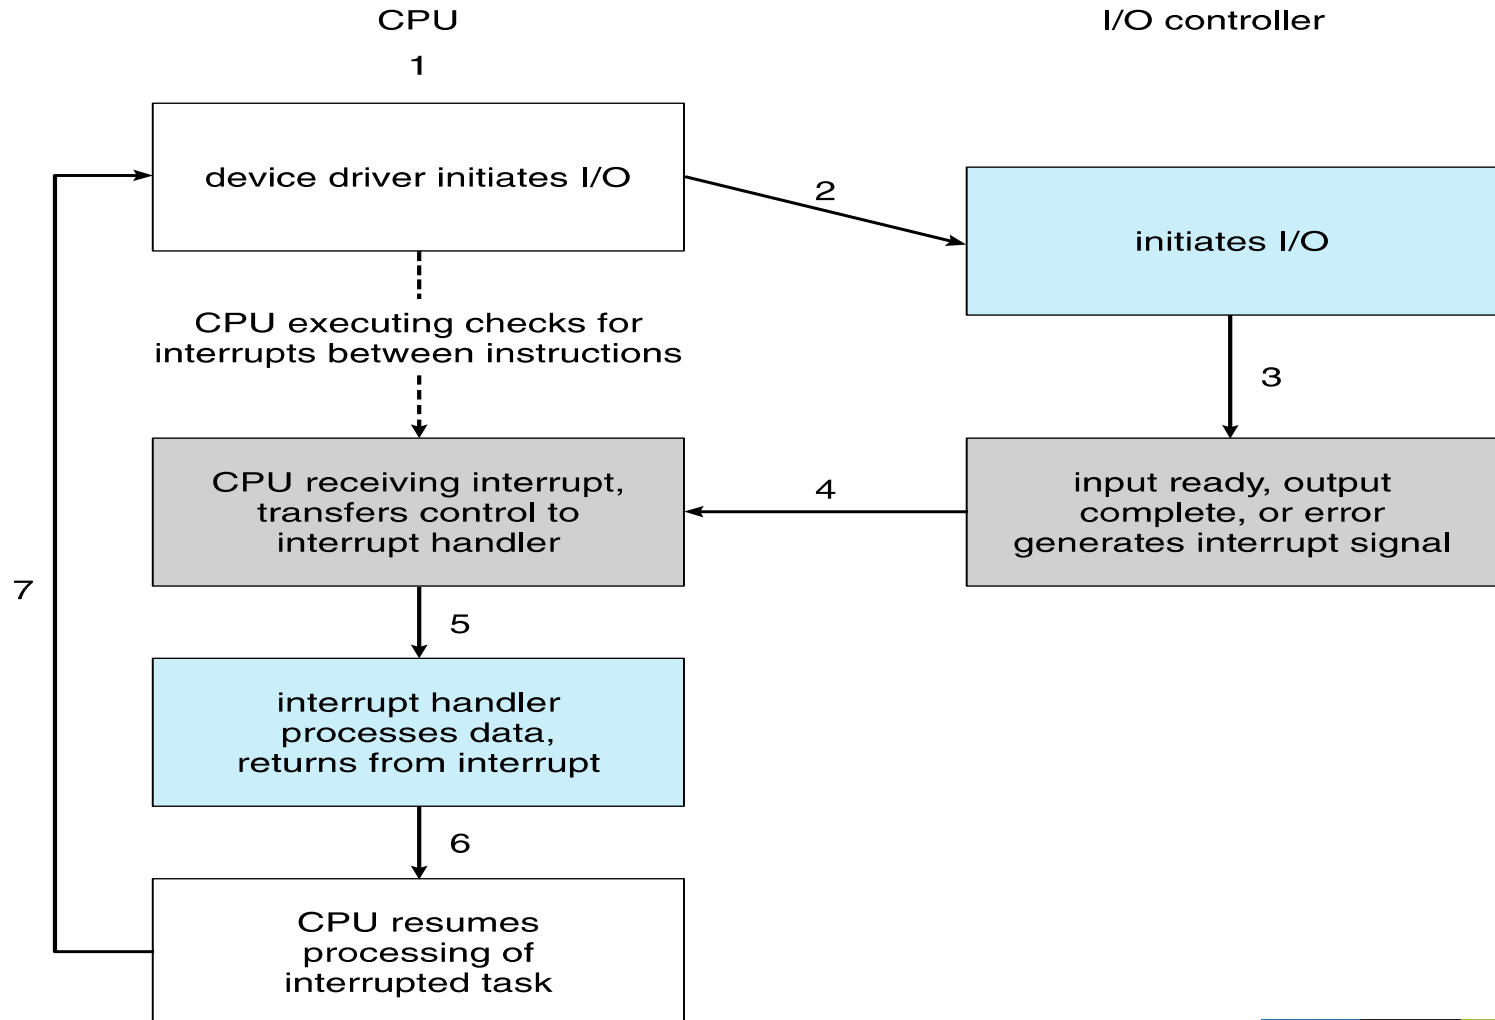 CPU
I/O controller
1
device driver initiates I/O
2
initiates I/O
CPU executing checks for
interrupts between instructions
3
CPU receiving interrupt,
transfers control to
interrupt handler
4
input ready, output
complete, or error
generates interrupt signal
7
5
interrupt handler
processes data,
returns from interrupt
6
CPU resumes
processing of
interrupted task